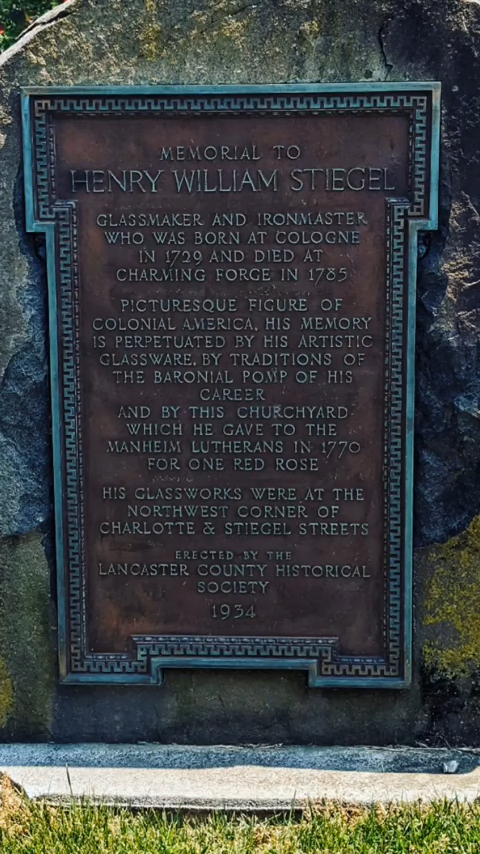 MEMORIAL TO
HENRY WILLIAM STIEGEL
GLASSMAKER AND IRONMASTER
WHO WAS BORN AT COLOGNE
IN 1729 AND DIED AT
CHARMING FORGE IN 1785
PICTURESQUE FIGURE OF
COLONIAL AMERICA, HIS MEMORY
IS PERPETUATED BY HIS ARTISTIC
GLASSWARE, BY TRADITIONS OF
THE BARONIAL POMP OF HIS
CAREER
AND BY THIS CHURCHYARD
WHICH HE GAVE TO THE
MANHEIM LUTHERANS IN 1770
FOR ONE RED ROSE
HIS GLASSWORKS WERE AT THE
NORTHWEST CORNER OF
CHARLOTTE & STIEGEL STREETS
ERECTED BY THE
LANCASTER COUNTY HISTORICAL
SOCIETY
1934